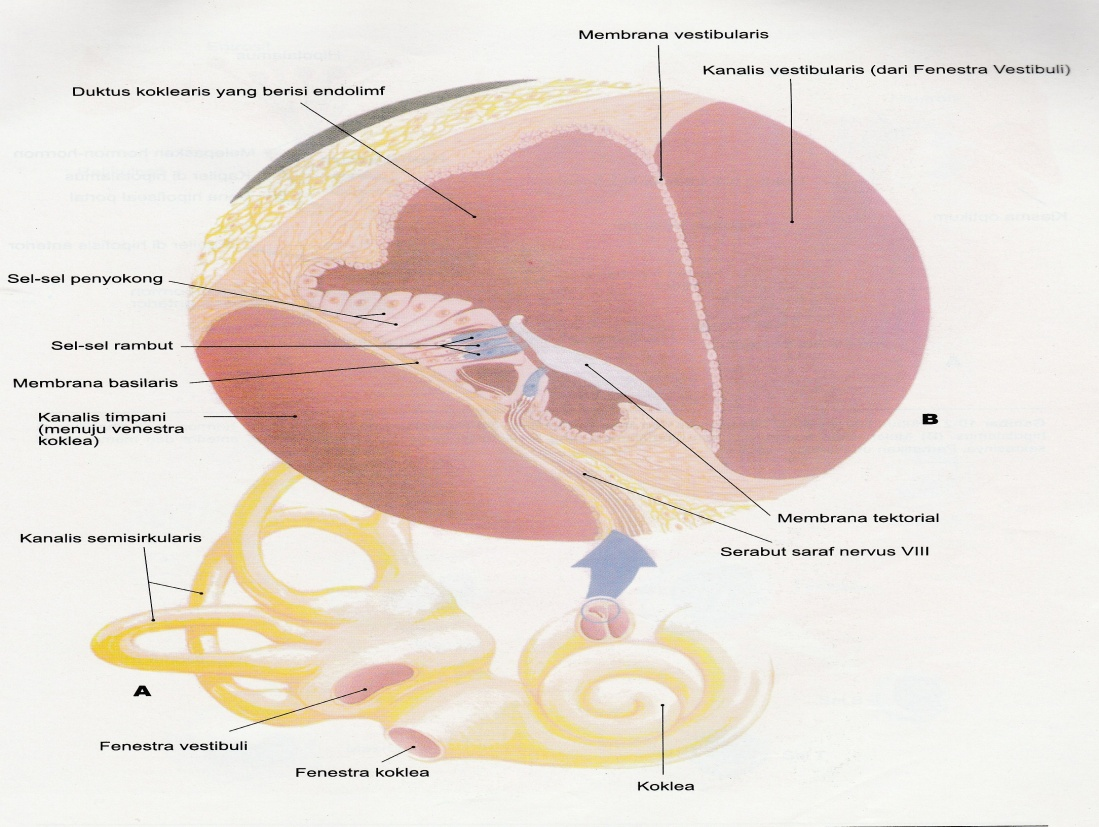 Membrana vestibularis
Kanalis vestibularis (dari Fenestra Vestibuli)
Duktus koklearis yang berisi endolimf
Sel-sel penyokong
Sel-sel rambut
Membrana basilaris
Kanalis timpani
(menuju venestra
koklea)
B
Membrana tektorial
Serabut saraf nervus VIII
Kanalis semisirkularis
A
Fenestra vestibuli
Fenestra koklea
Koklea